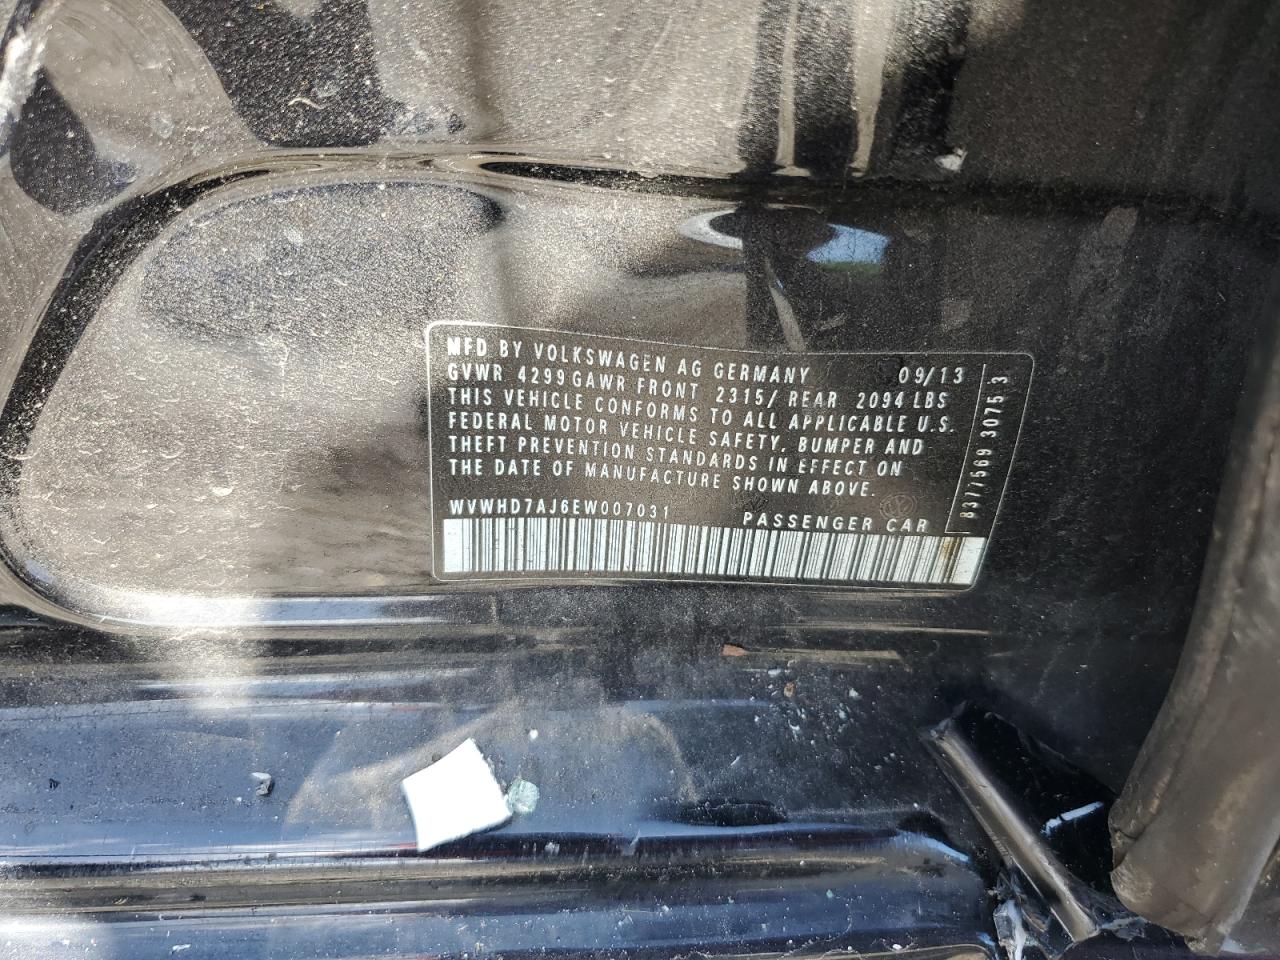 MFD BY VOLKSWAGEN AG GERMANY 09/13
GVWR 4299 GAWR FRONT 2315/ REAR 2094 LBS
THIS VEHICLE CONFORMS TO ALL APPLICABLE U.S.
FEDERAL MOTOR VEHICLE SAFETY, BUMPER AND
THEFT PREVENTION STANDARDS IN EFFECT ON
THE DATE OF MANUFACTURE SHOWN ABOVE.
WVWHD7AJ6EW007031 PASSENGER CAR
8377569 3075 3